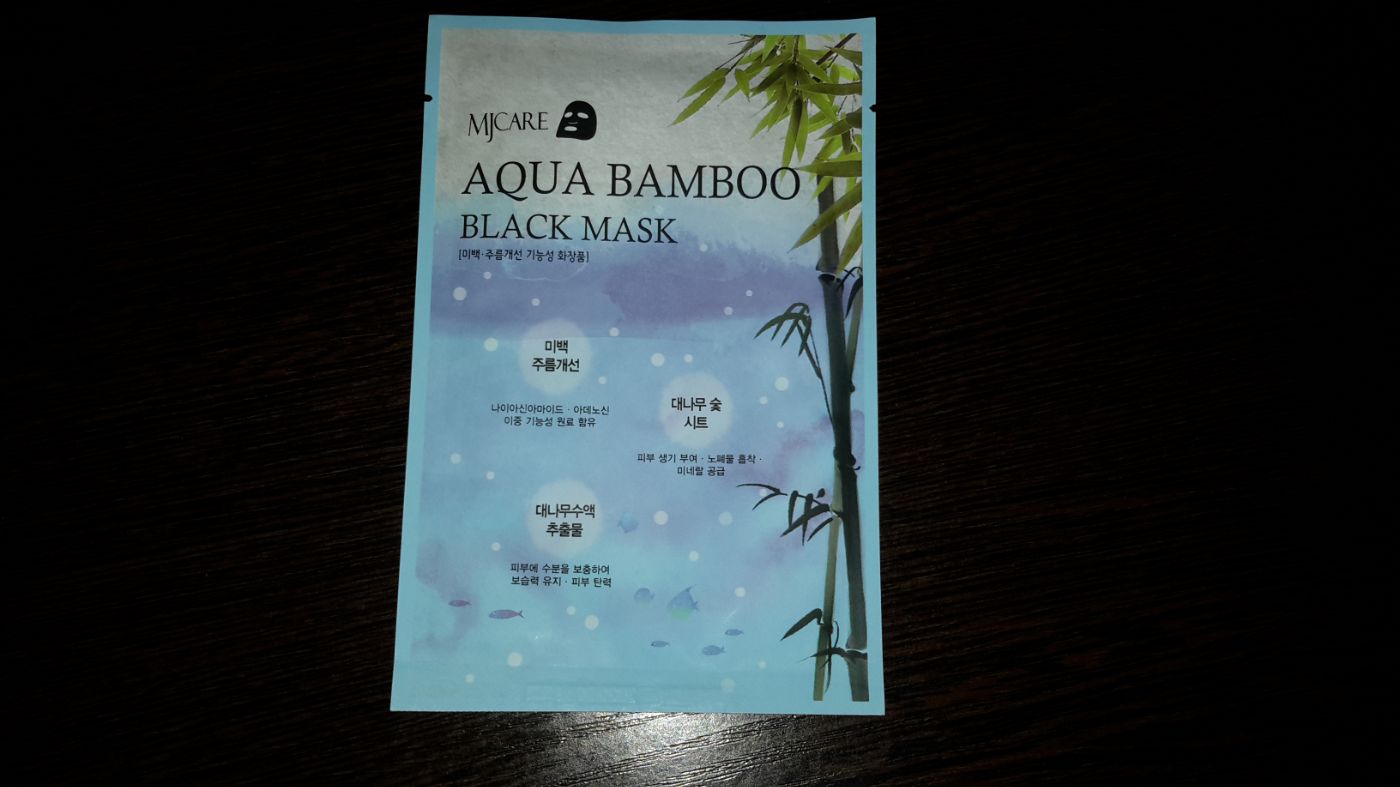 MJCARE
AQUA BAMBOO
BLACK MASK
[미백·주름개선 기능성 화장품]
미백
주름개선
나이아신아마이드 · 아데노신
이중 기능성 원료 함유
대나무 숯
시트
피부 생기 부여 · 노폐물 흡착 ·
미네랄 공급
대나무수액
추출물
피부에 수분을 보충하여
보습력 유지 · 피부 탄력